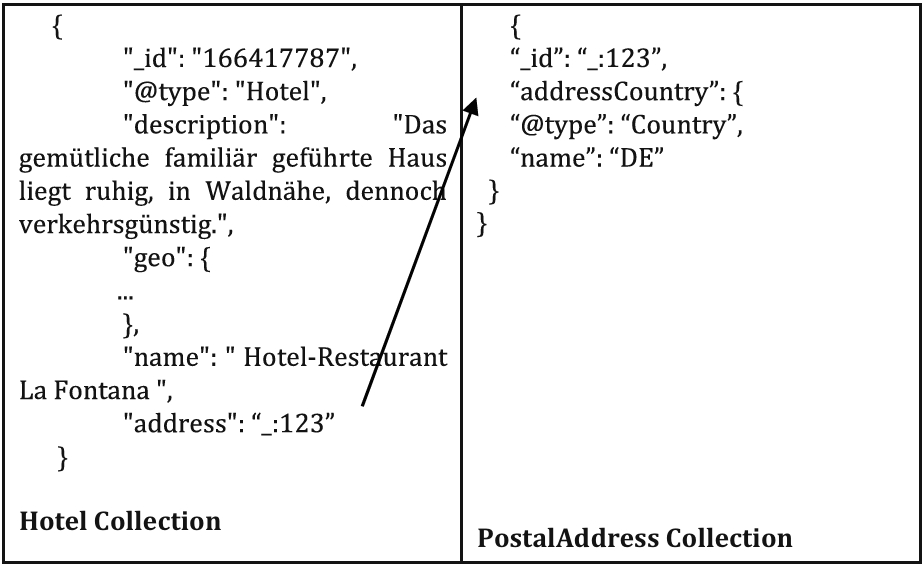 {
"_id": "166417787",
"@type": "Hotel",
"description": "Das
gemütliche familiär geführte Haus
liegt ruhig, in Waldnähe, dennoch
verkehrsgünstig.",
"geo": {
...
},
"name": " Hotel-Restaurant
La Fontana ",
"address": “_:123”
}
Hotel Collection
{
“_id”: “_:123”,
“addressCountry”: {
“@type”: “Country”,
“name”: “DE”
}
}
PostalAddress Collection